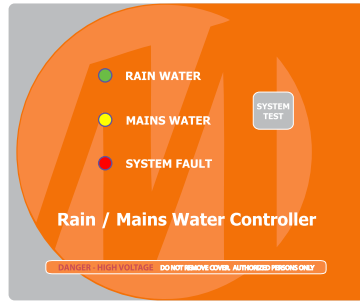 RAIN WATER
MAINS WATER
SYSTEM
TEST
SYSTEM FAULT
Rain / Mains Water Controller
DANGER - HIGH VOLTAGE DO NOT REMOVE COVER. AUTHORIZED PERSONS ONLY